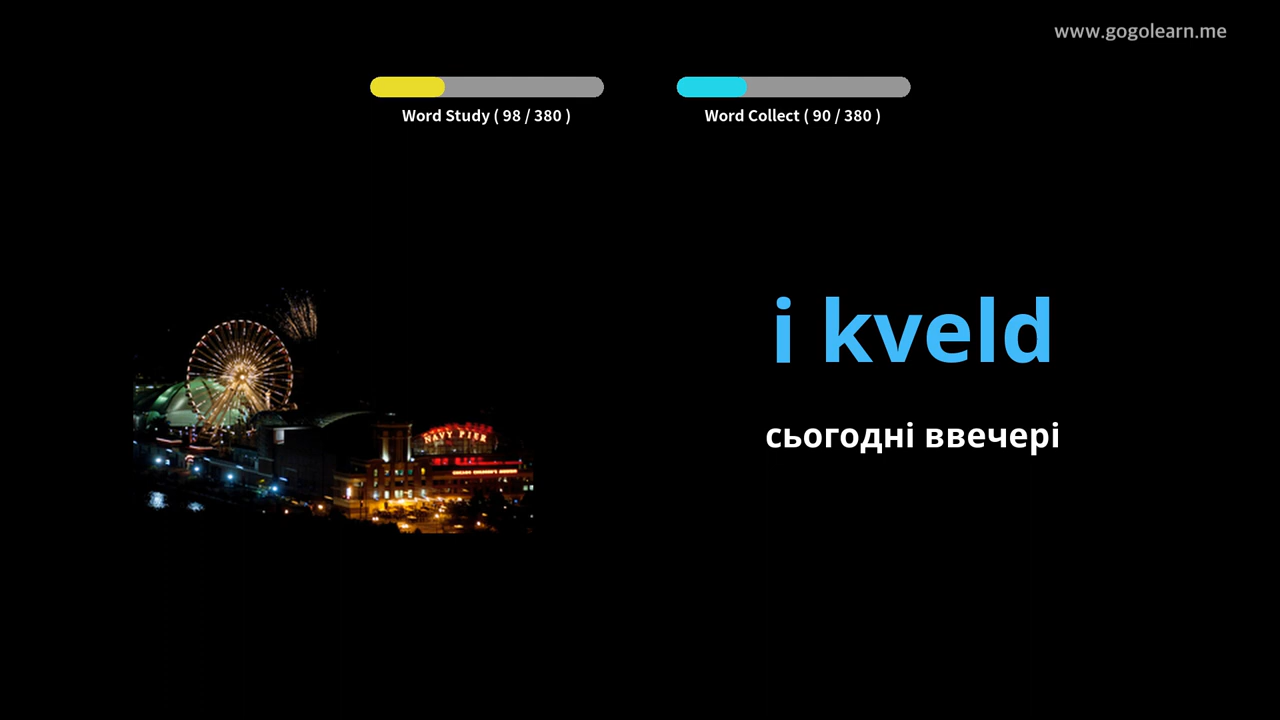 www.gogolearn.me
Word Study ( 98 / 380 )
Word Collect ( 90 / 380 )
i kveld
сьогодні ввечері
NAVY PIER